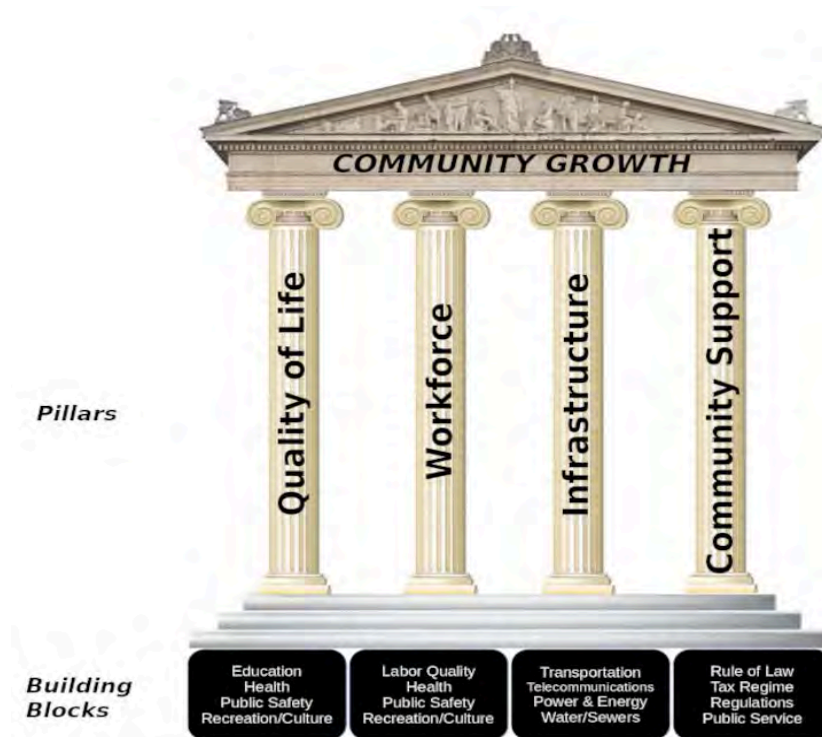 COMMUNITY GROWTH
Quality of Life
Workforce
Infrastructure
Community Support
Pillars
Building
Blocks
Education
Health
Public Safety
Recreation/Culture
Labor Quality
Health
Public Safety
Recreation/Culture
Transportation
Telecommunications
Power & Energy
Water/Sewers
Rule of Law
Tax Regime
Regulations
Public Service